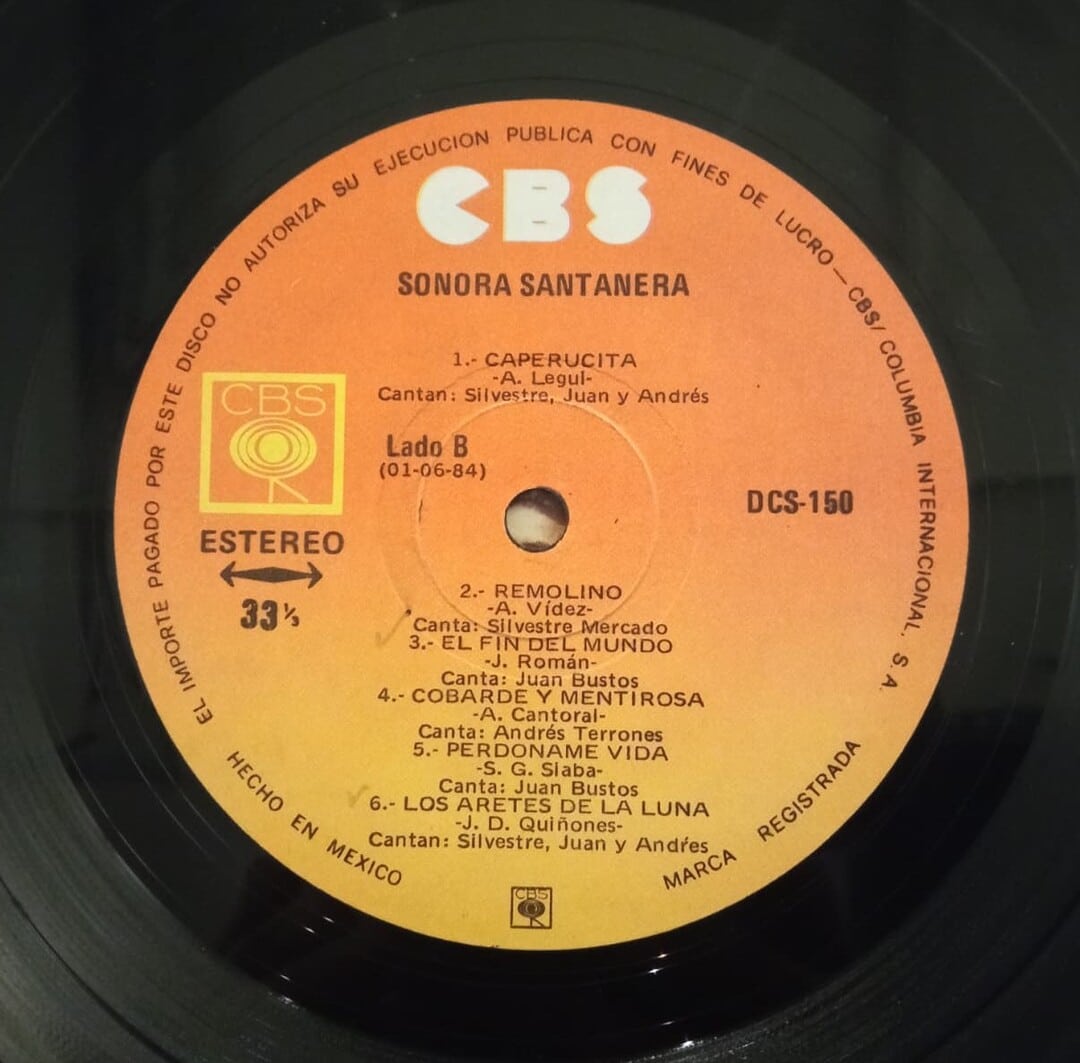 EL IMPORTE PAGADO POR ESTE DISCO NO AUTORIZA SU EJECUCION PUBLICA CON FINES DE LUCRO — CBS/COLUMBIA INTERNACIONAL, S.A.
CBS
SONORA SANTANERA
1.- CAPERUCITA
-A. Legul-
Cantan: Silvestre, Juan y Andrés
CBS
Lado B
(01-06-84)
DCS-150
ESTEREO
33⅓
2.- REMOLINO
-A. Vídez-
Canta: Silvestre Mercado
3.- EL FIN DEL MUNDO
-J. Román-
Canta: Juan Bustos
4.- COBARDE Y MENTIROSA
-A. Cantoral-
Canta: Andrés Terrones
5.- PERDONAME VIDA
-S. G. Siaba-
Canta: Juan Bustos
6.- LOS ARETES DE LA LUNA
-J. D. Quiñones-
Cantan: Silvestre, Juan y Andŕes
HECHO EN MEXICO
CBS
MARCA REGISTRADA